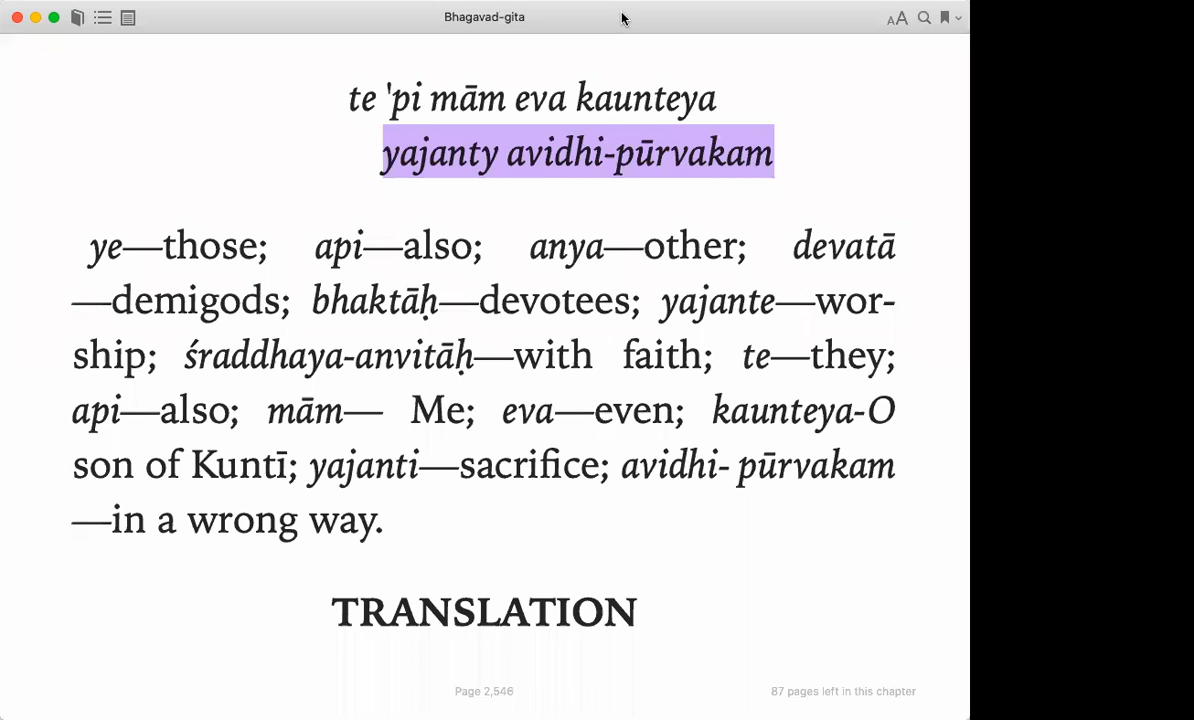 Bhagavad-gita
AA
te 'pi mām eva kaunteya
yajanty avidhi-pūrvakam
ye—those; api—also; anya—other; devatā
—demigods; bhaktāḥ—devotees; yajante—wor-
ship; śraddhaya-anvitāḥ—with faith; te—they;
api—also; mām— Me; eva—even; kaunteya-O
son of Kuntī; yajanti—sacrifice; avidhi- pūrvakam
—in a wrong way.
TRANSLATION
Page 2,546
87 pages left in this chapter